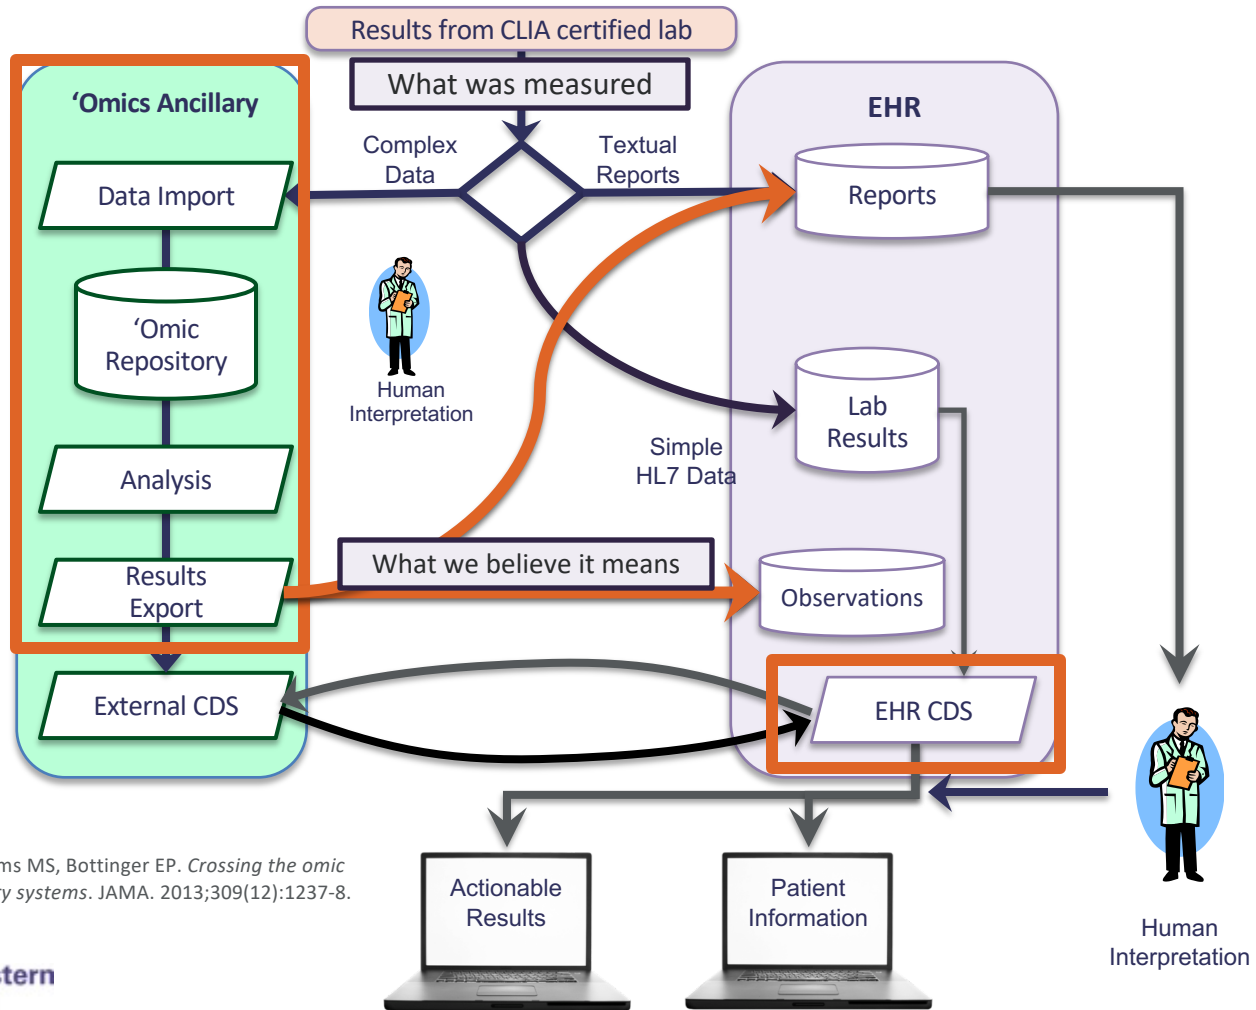 Results from CLIA certified lab
What was measured
‘Omics Ancillary
EHR
Complex
Data
Textual
Reports
Data Import
Reports
‘Omic
Repository
Human
Interpretation
Lab
Results
Simple
HL7 Data
Analysis
What we believe it means
Results
Export
Observations
External CDS
EHR CDS
ms MS, Bottinger EP. Crossing the omic
y systems. JAMA. 2013;309(12):1237-8.
Actionable
Results
Patient
Information
Human
Interpretation
stern